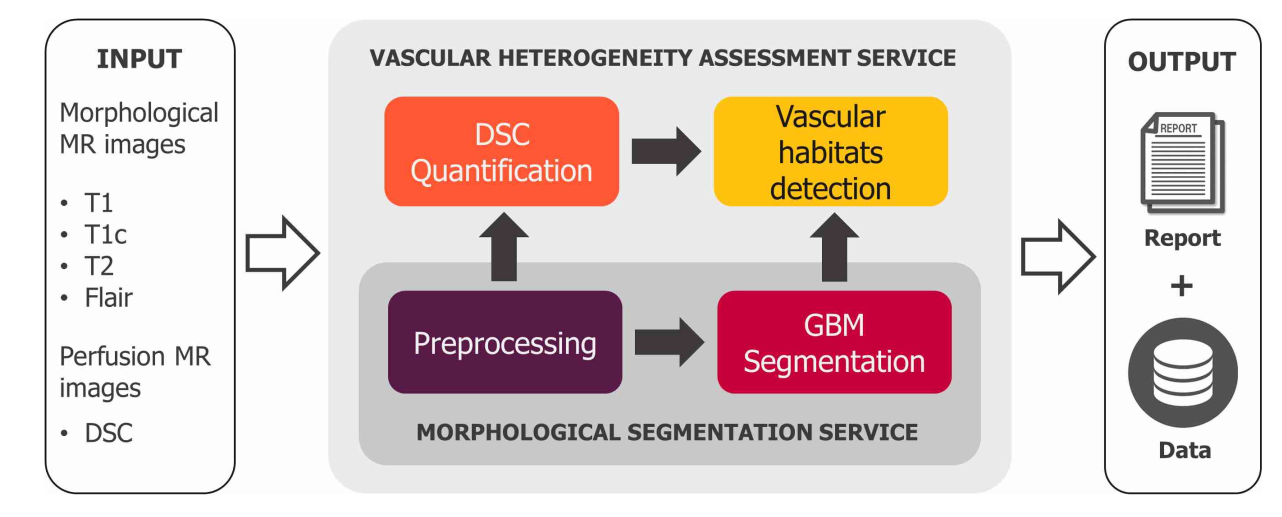 INPUT
Morphological
MR images
• T1
• T1c
• T2
• Flair
Perfusion MR
images
• DSC
VASCULAR HETEROGENEITY ASSESSMENT SERVICE
DSC
Quantification
Vascular
habitats
detection
Preprocessing
GBM
Segmentation
MORPHOLOGICAL SEGMENTATION SERVICE
OUTPUT
REPORT
Report
+
Data